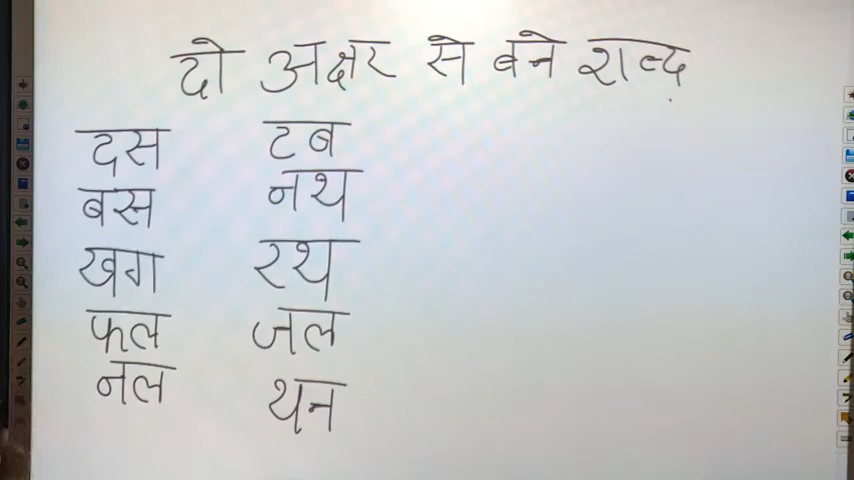 दो अक्षर से बने शब्द
दस टब
बस नथ
खग रथ
फल जल
नल थन